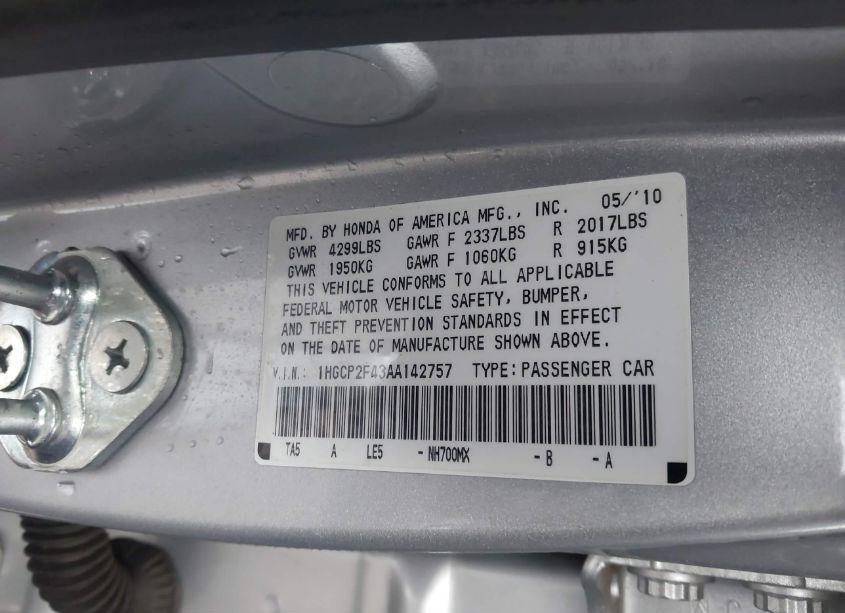 MFD. BY HONDA OF AMERICA MFG., INC. 05/'10
GVWR 4299LBS GAWR F 2337LBS R 2017LBS
GVWR 1950KG GAWR F 1060KG R 915KG
THIS VEHICLE CONFORMS TO ALL APPLICABLE
FEDERAL MOTOR VEHICLE SAFETY, BUMPER,
AND THEFT PREVENTION STANDARDS IN EFFECT
ON THE DATE OF MANUFACTURE SHOWN ABOVE.
V.I.N.: 1HGCP2F43AA142757 TYPE: PASSENGER CAR
TA5 A LE5 - NH700MX - B - A